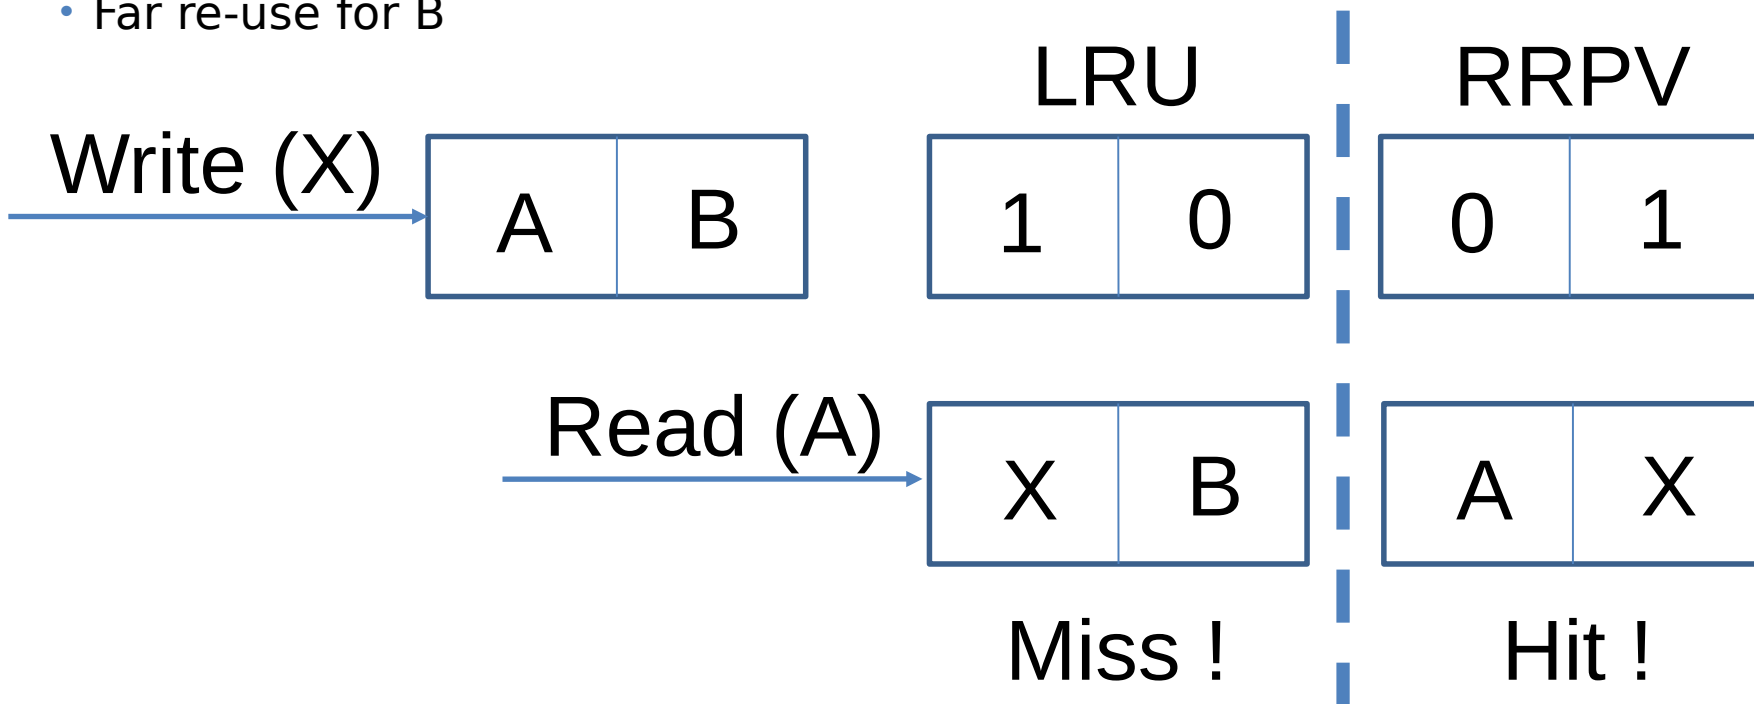 • Far re-use for B
LRU RRPV
Write (X)
A B 1 0 0 1
Read (A)
X B A X
Miss ! Hit !